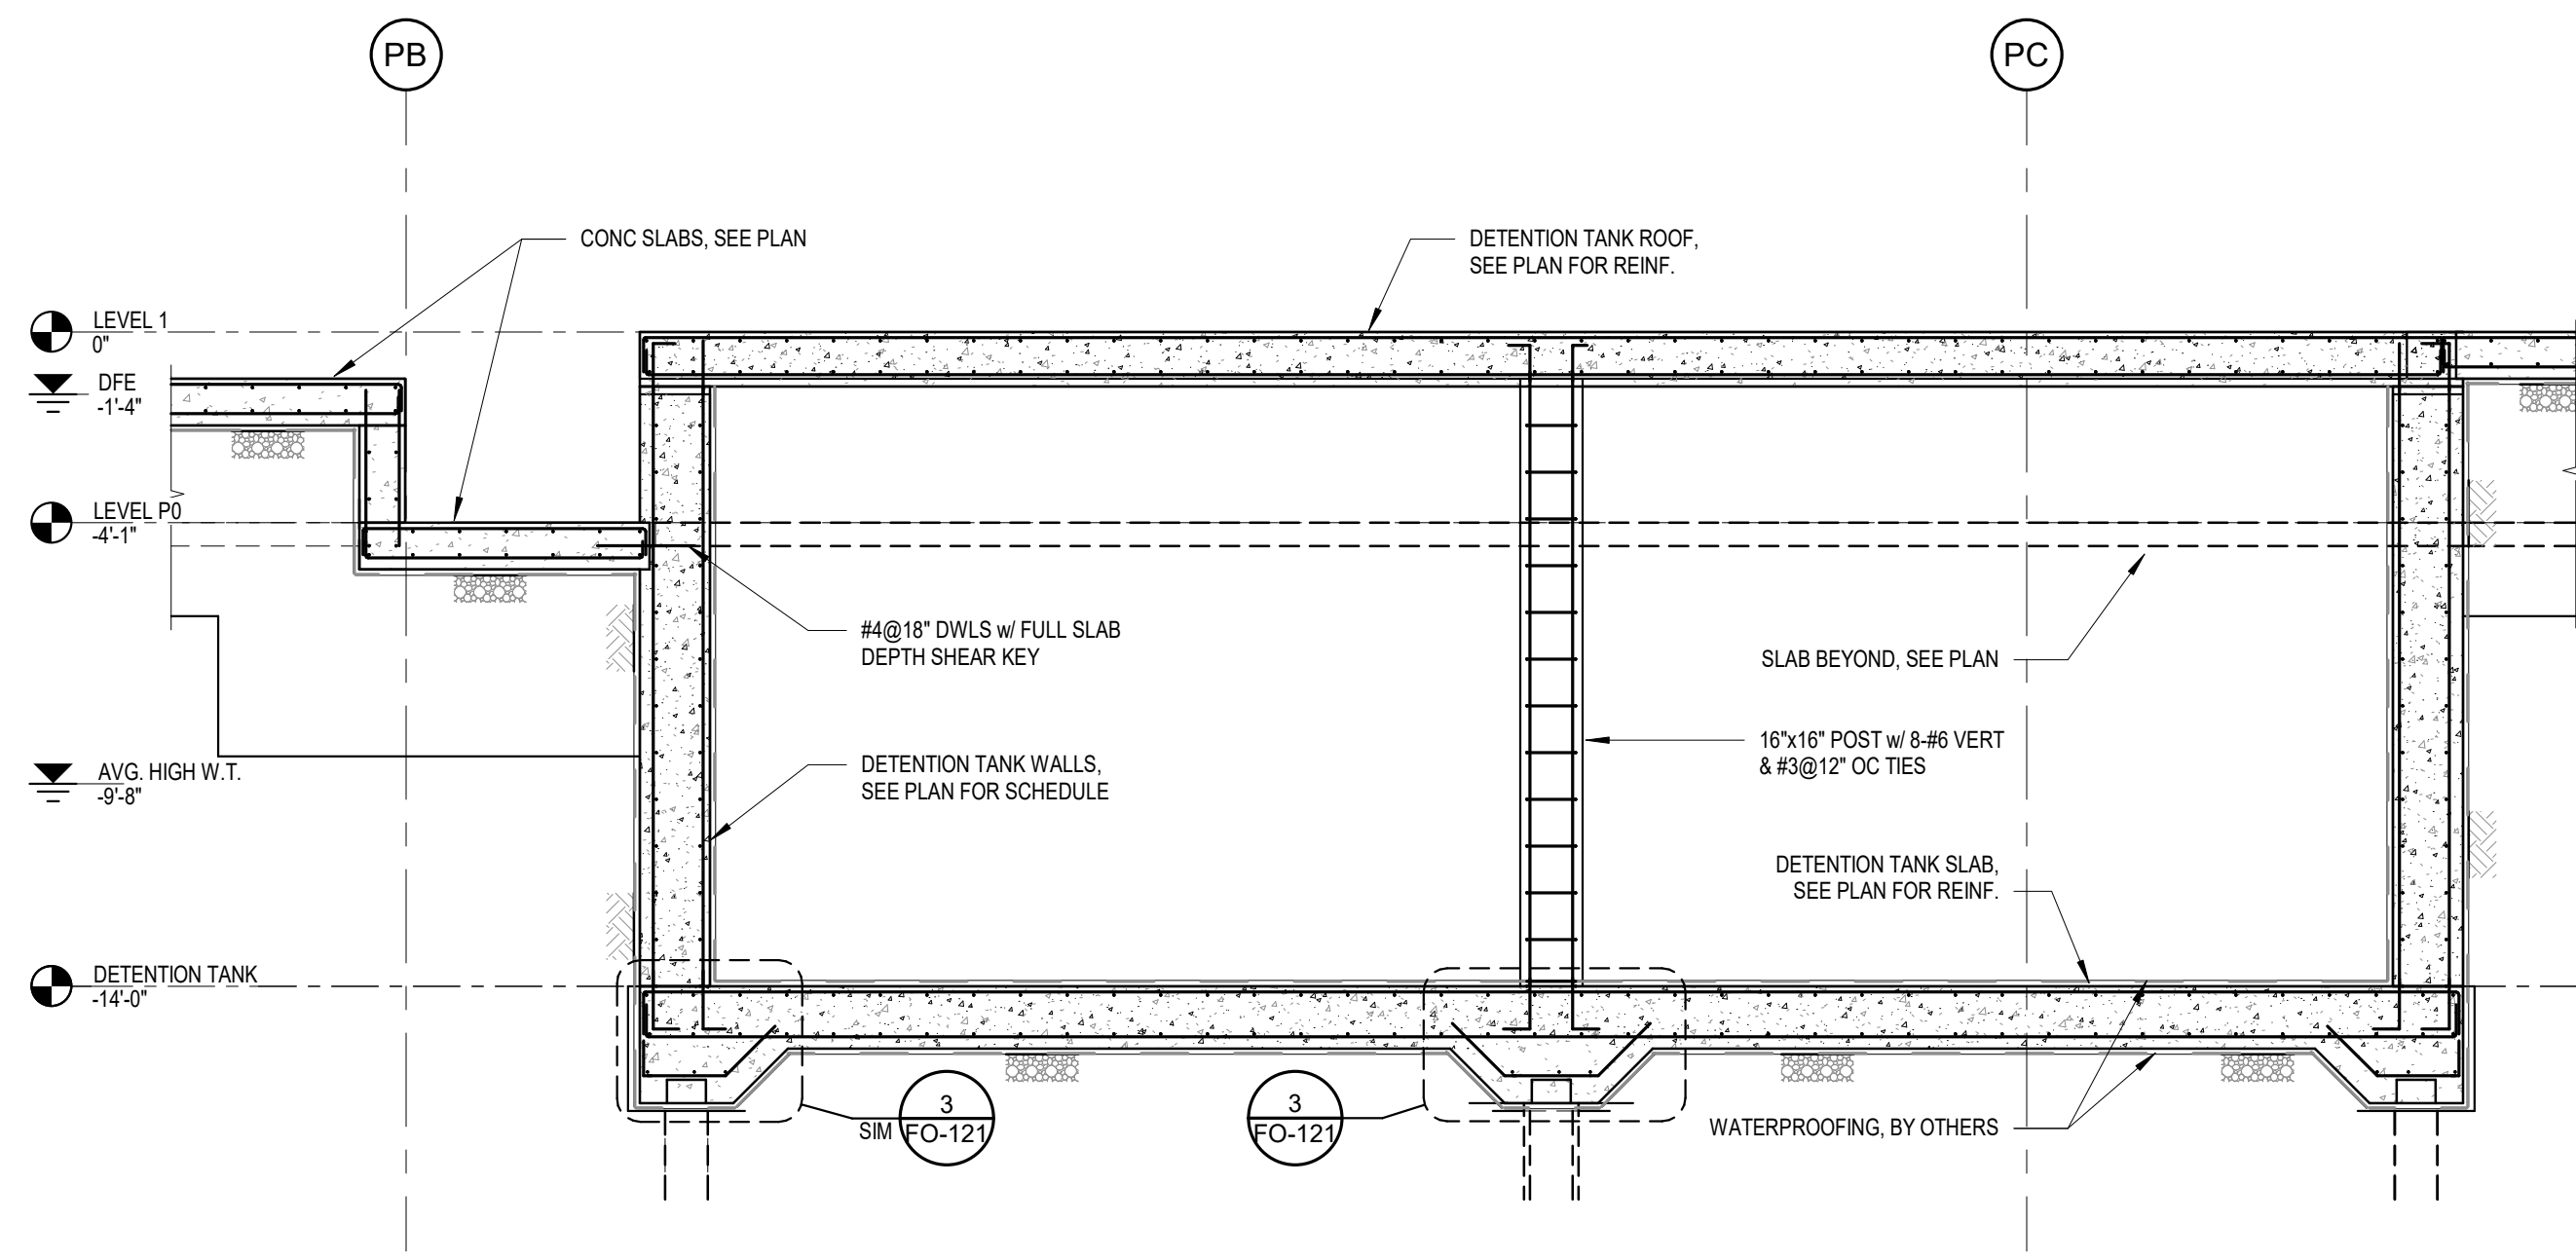 PB
PC
CONC SLABS, SEE PLAN
DETENTION TANK ROOF,
SEE PLAN FOR REINF.
LEVEL 1
0"
DFE
-1'-4"
LEVEL P0
-4'-1"
#4@18" DWLS w/ FULL SLAB
DEPTH SHEAR KEY
SLAB BEYOND, SEE PLAN
16"x16" POST w/ 8-#6 VERT
& #3@12" OC TIES
DETENTION TANK WALLS,
SEE PLAN FOR SCHEDULE
AVG. HIGH W.T.
-9'-8"
DETENTION TANK SLAB,
SEE PLAN FOR REINF.
DETENTION TANK
-14'-0"
SIM
3
FO-121
3
FO-121
WATERPROOFING, BY OTHERS